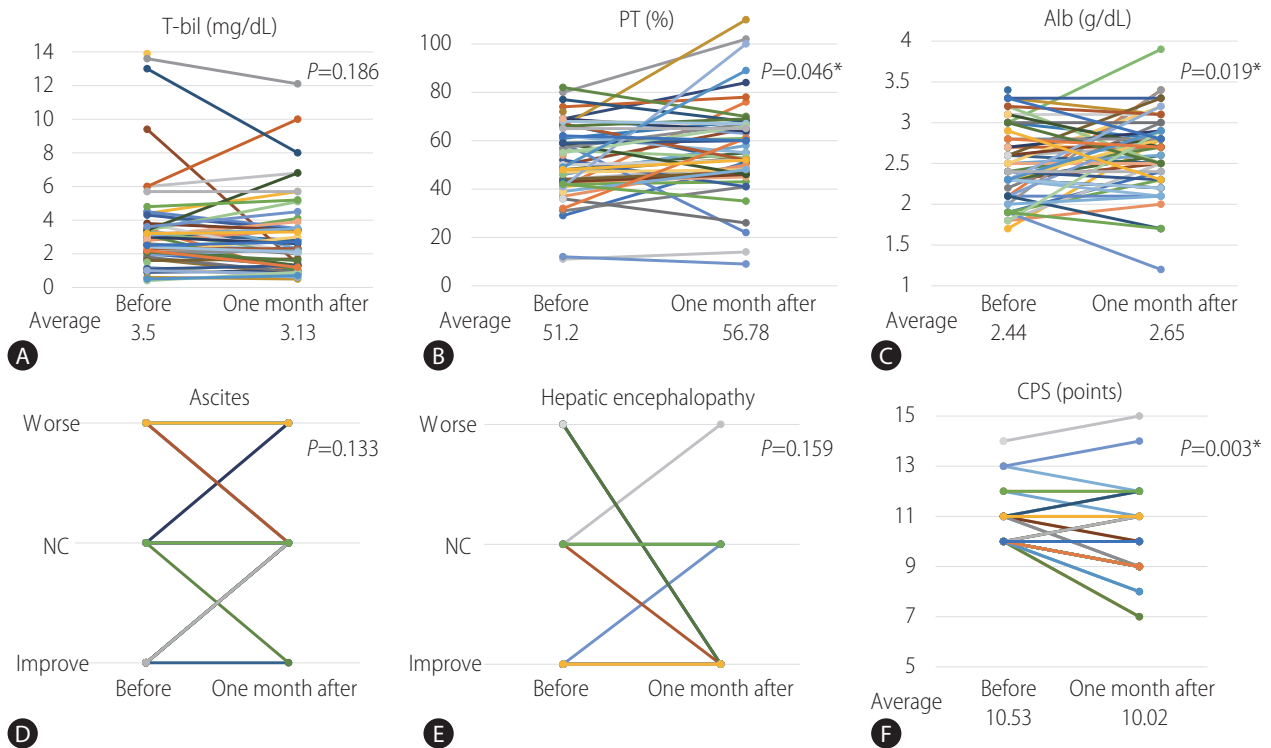 T-bil (mg/dL)
14
12
10
8
6
4
2
0
P=0.186
Before
One month after
Average
3.5
3.13
A
PT (%)
100
80
60
40
20
0
P=0.046*
Before
One month after
Average
51.2
56.78
B
Alb (g/dL)
4
3.5
3
2.5
2
1.5
1
P=0.019*
Before
One month after
Average
2.44
2.65
C
Ascites
Worse
NC
Improve
P=0.133
Before
One month after
D
Hepatic encephalopathy
Worse
NC
Improve
P=0.159
Before
One month after
E
CPS (points)
15
13
11
9
7
5
P=0.003*
Before
One month after
Average
10.53
10.02
F